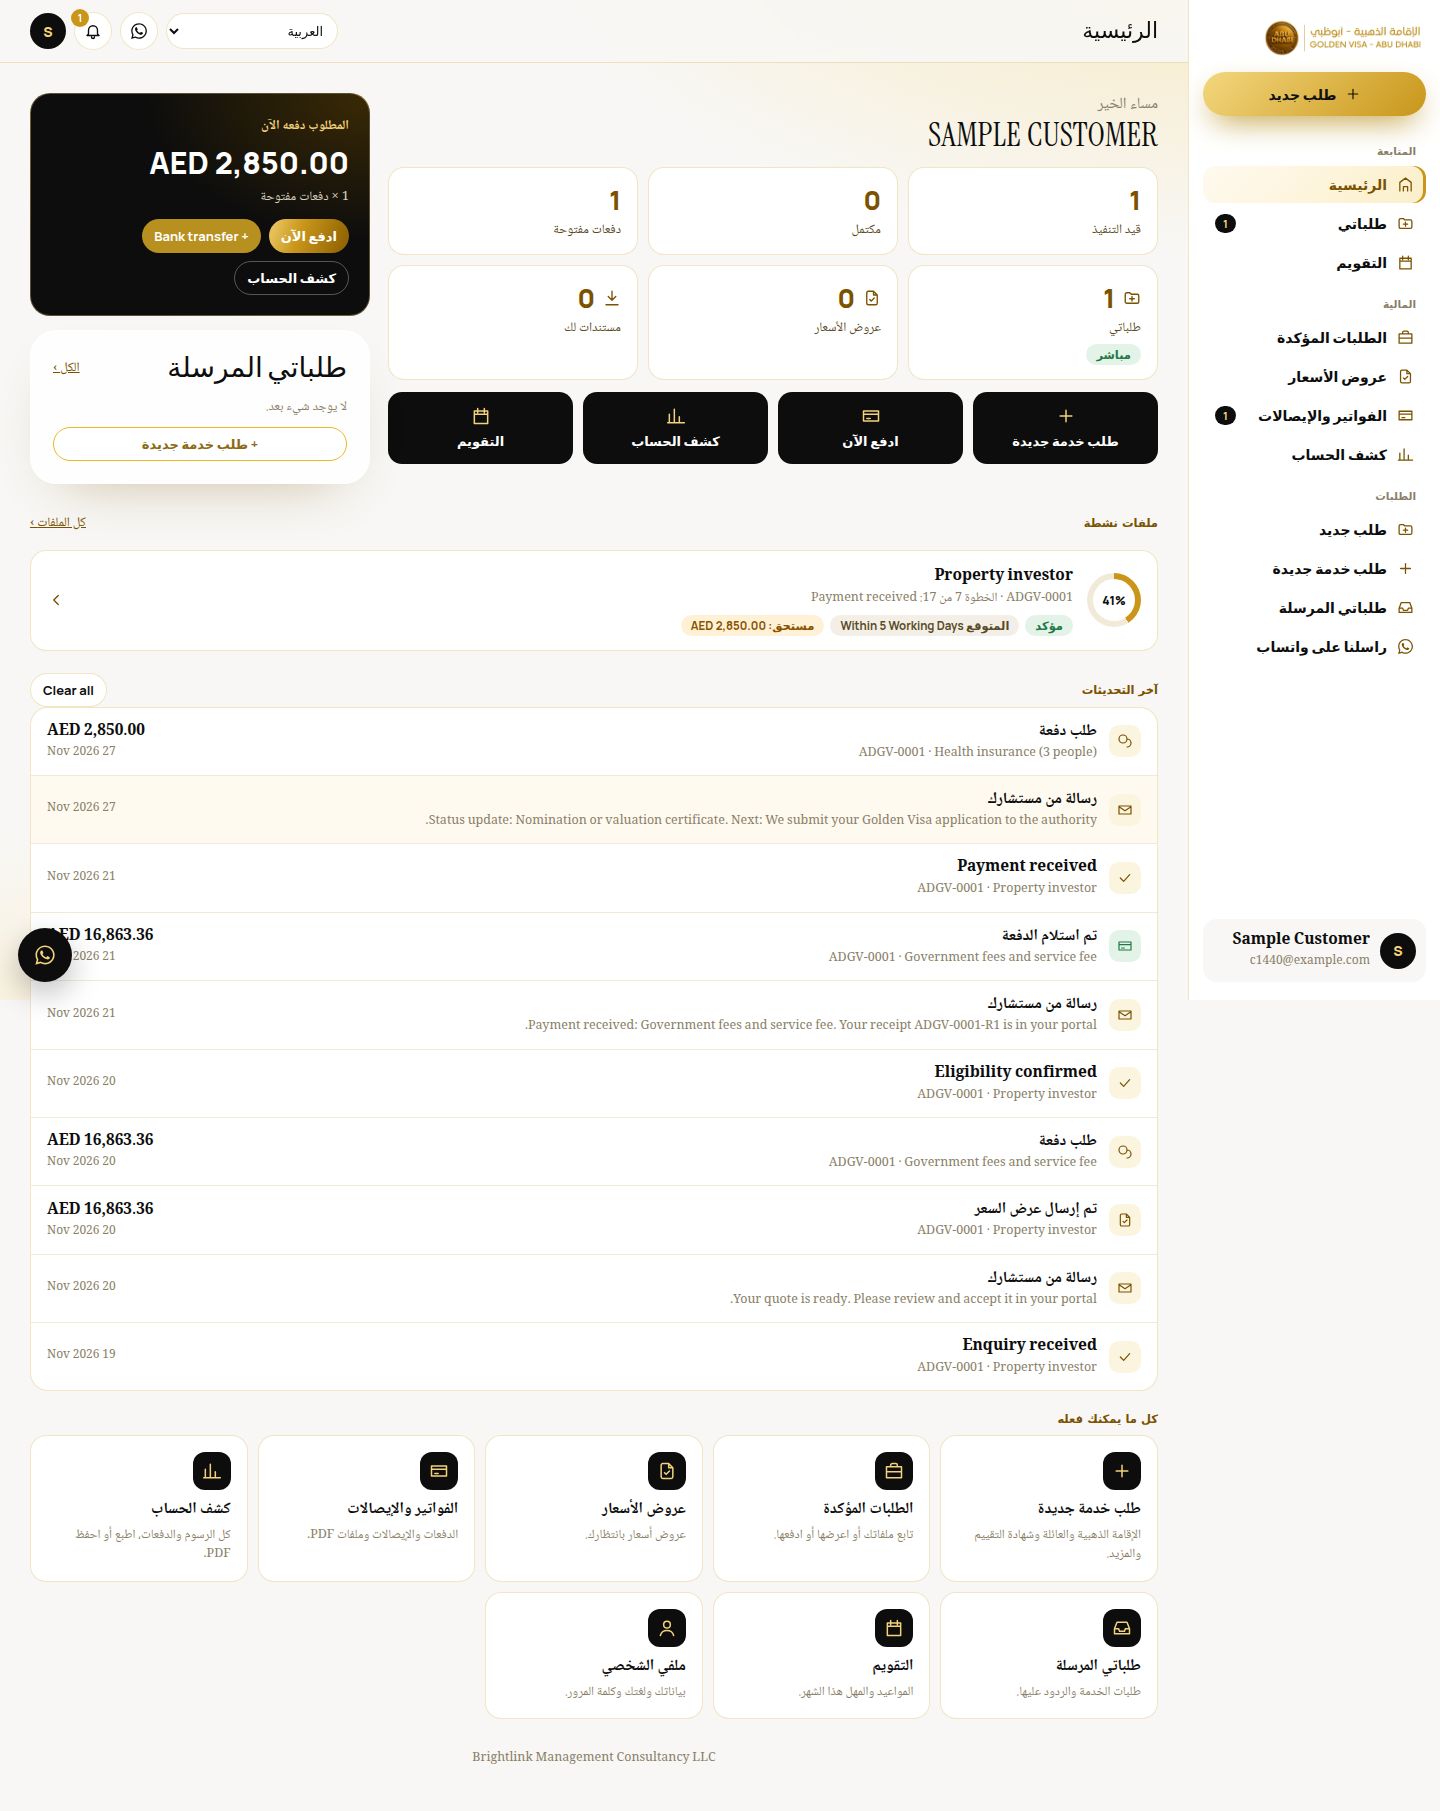 الإقامة الذهبية - ابوظبي
GOLDEN VISA - ABU DHABI
ABU DHABI
طلب جديد
المتابعة
الرئيسية
طلباتي
1
التقويم
المالية
الطلبات المؤكدة
عروض الأسعار
الفواتير والإيصالات
1
كشف الحساب
الطلبات
طلب جديد
طلب خدمة جديدة
طلباتي المرسلة
راسلنا على واتساب
S
Sample Customer
c1440@example.com
الرئيسية
العربية
1
S
مساء الخير
SAMPLE CUSTOMER
1
قيد التنفيذ
0
مكتمل
1
دفعات مفتوحة
1
طلباتي
مباشر
0
عروض الأسعار
0
مستندات لك
طلب خدمة جديدة
ادفع الآن
كشف الحساب
التقويم
المطلوب دفعه الآن
AED 2,850.00
1 × دفعات مفتوحة
ادفع الآن
Bank transfer +
كشف الحساب
طلباتي المرسلة
الكل ›
لا يوجد شيء بعد.
+ طلب خدمة جديدة
ملفات نشطة
كل الملفات ›
41%
Property investor
ADGV-0001 · الخطوة 7 من 17: Payment received
مؤكد
المتوقع Within 5 Working Days
مستحق: AED 2,850.00
آخر التحديثات
Clear all
طلب دفعة
ADGV-0001 · Health insurance (3 people)
AED 2,850.00
27 Nov 2026
رسالة من مستشارك
Status update: Nomination or valuation certificate. Next: We submit your Golden Visa application to the authority.
27 Nov 2026
Payment received
ADGV-0001 · Property investor
21 Nov 2026
تم استلام الدفعة
ADGV-0001 · Government fees and service fee
ED 16,863.36
21 2026
رسالة من مستشارك
Payment received: Government fees and service fee. Your receipt ADGV-0001-R1 is in your portal.
21 Nov 2026
Eligibility confirmed
ADGV-0001 · Property investor
20 Nov 2026
طلب دفعة
ADGV-0001 · Government fees and service fee
AED 16,863.36
20 Nov 2026
تم إرسال عرض السعر
ADGV-0001 · Property investor
AED 16,863.36
20 Nov 2026
رسالة من مستشارك
Your quote is ready. Please review and accept it in your portal.
20 Nov 2026
Enquiry received
ADGV-0001 · Property investor
19 Nov 2026
كل ما يمكنك فعله
طلب خدمة جديدة
الإقامة الذهبية والعائلة وشهادة التقييم
والمزيد.
الطلبات المؤكدة
تابع ملفاتك أو اعرضها أو ادفعها.
عروض الأسعار
عروض أسعار بانتظارك.
الفواتير والإيصالات
الدفعات والإيصالات وملفات PDF.
كشف الحساب
كل الرسوم والدفعات، اطبع أو احفظ
PDF.
طلباتي المرسلة
طلبات الخدمة والردود عليها.
التقويم
المواعيد والمهل هذا الشهر.
ملفي الشخصي
بياناتك ولغتك وكلمة المرور.
Brightlink Management Consultancy LLC